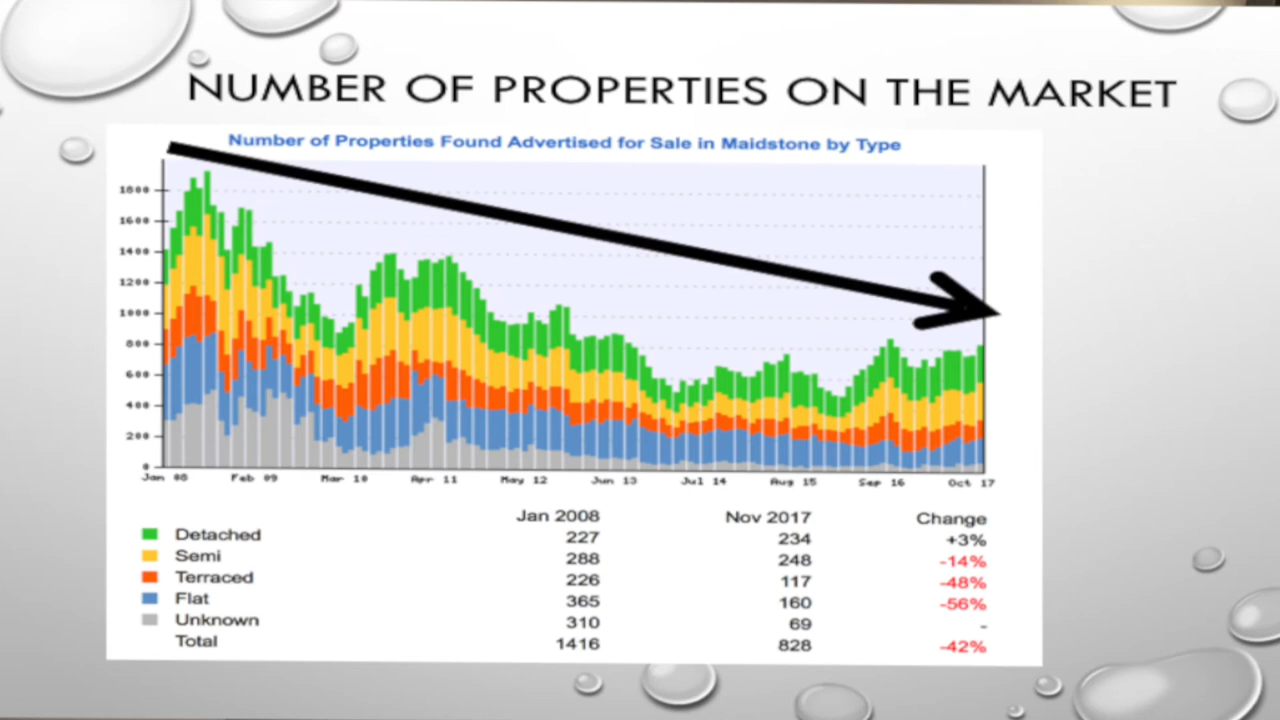 NUMBER OF PROPERTIES ON THE MARKET
Number of Properties Found Advertised for Sale in Maidstone by Type
1800
1600
1400
1200
1000
800
600
400
200
0
Jan 08 Feb 09 Mar 10 Apr 11 May 12 Jun 13 Jul 14 Aug 15 Sep 16 Oct 17
Jan 2008 Nov 2017 Change
Detached 227 234 +3%
Semi 288 248 -14%
Terraced 226 117 -48%
Flat 365 160 -56%
Unknown 310 69 -
Total 1416 828 -42%